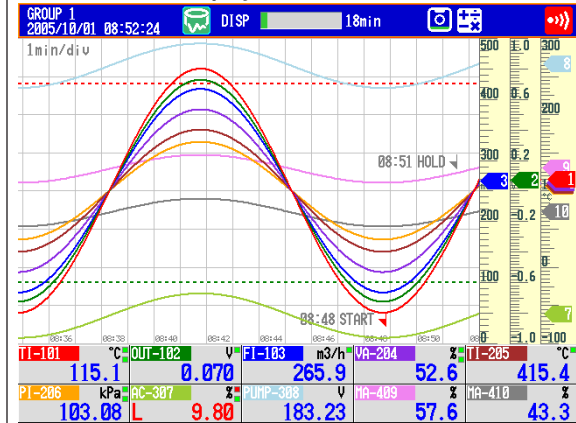 GROUP 1
2005/10/01 08:52:24
DISP 18min
1min/div
500 1.0 300
8
400 0.6
200
08:51 HOLD
300 0.2
9
3 2 1
10
200 -0.2
0
100 -0.6
7
08:48 START
0 -1.0 -100
08:36 08:38 08:40 08:42 08:44 08:46 08:48 08:50
TI-101 °C OUT-102 V FI-103 m3/h VA-204 % TI-205 °C
115.1 0.070 265.9 52.6 415.4
PI-206 kPa AC-307 % PUMP-308 V MA-409 % MA-410 %
103.08 L 9.80 183.23 57.6 43.3